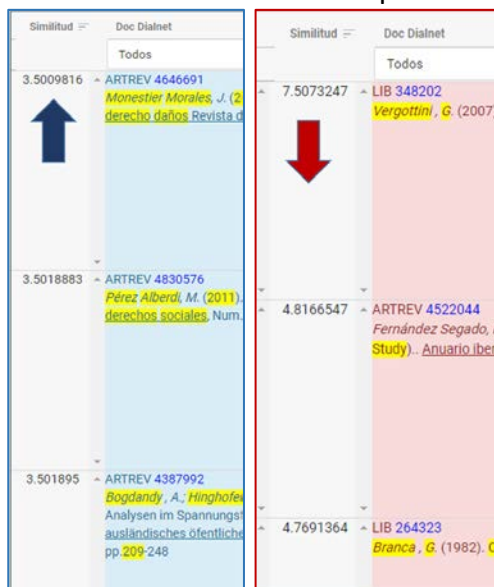 Similitud
Doc Dialnet
Todos
3.5009816
ARTREV 4646691
Monestier Morales, J. (2
derecho daños Revista d
3.5018883
ARTREV 4830576
Pérez Alberdi, M. (2011).
derechos sociales, Num.
3.501895
ARTREV 4387992
Bogdandy , A.; Hinghofe
Analysen im Spannungs
ausländisches öffentliche
pp.209-248
Similitud
Doc Dialnet
Todos
7.5073247
LIB 348202
Vergottini , G. (2007
4.8166547
ARTREV 4522044
Fernández Segado,
Study).. Anuario iber
4.7691364
LIB 264323
Branca , G. (1982).